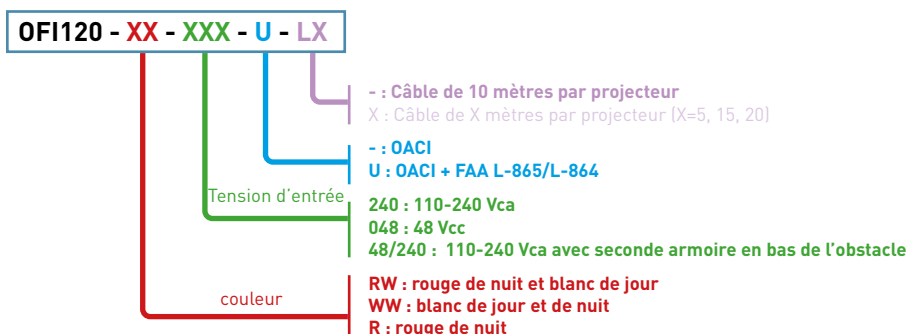 OFI120 - XX - XXX - U - LX
- : Câble de 10 mètres par projecteur
X : Câble de X mètres par projecteur (X=5, 15, 20)
- : OACI
U : OACI + FAA L-865/L-864
Tension d'entrée
240 : 110-240 Vca
048 : 48 Vcc
48/240 : 110-240 Vca avec seconde armoire en bas de l'obstacle
couleur
RW : rouge de nuit et blanc de jour
WW : blanc de jour et de nuit
R : rouge de nuit